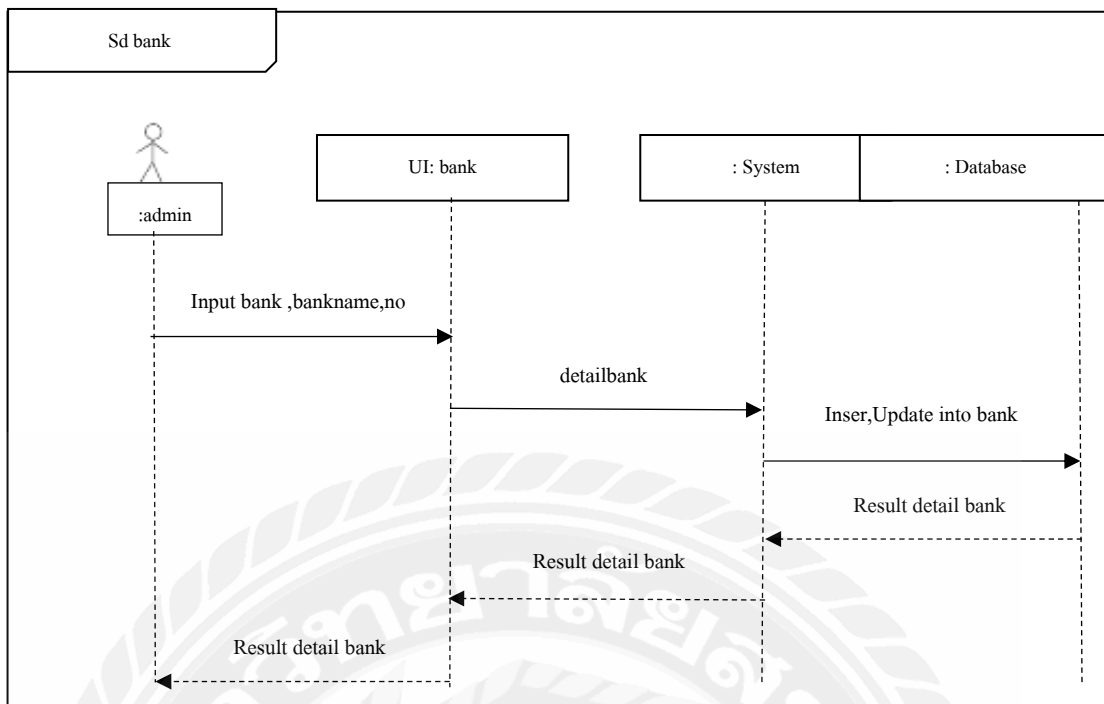 Sd bank
:admin
UI: bank
: System
: Database
Input bank ,bankname,no
detailbank
Inser,Update into bank
Result detail bank
Result detail bank
Result detail bank